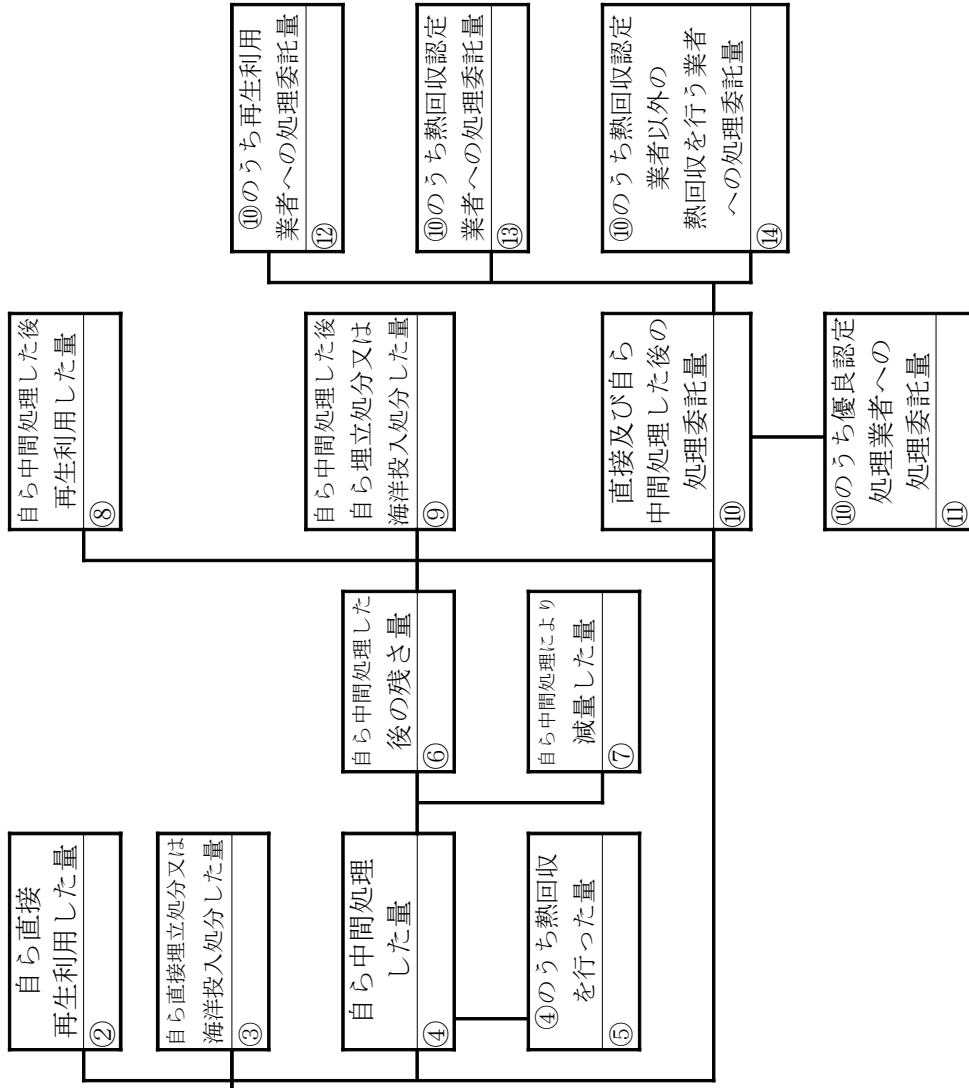 自ら直接
再生利用した量
②
自ら直接埋立処分又は
海洋投入処分した量
③
自ら中間処理
した量
④
④のうち熱回収
を行った量
⑤
自ら中間処理した
後の残さ量
⑥
自ら中間処理により
減量した量
⑦
自ら中間処理した後
再生利用した量
⑧
自ら中間処理した後
自ら埋立処分又は
海洋投入処分した量
⑨
直接及び自ら
中間処理した後の
処理委託量
⑩
⑩のうち優良認定
処理業者への
処理委託量
⑪
⑩のうち再生利用
業者への処理委託量
⑫
⑩のうち熱回収認定
業者への処理委託量
⑬
⑩のうち熱回収認定
業者以外の
熱回収を行う業者
への処理委託量
⑭